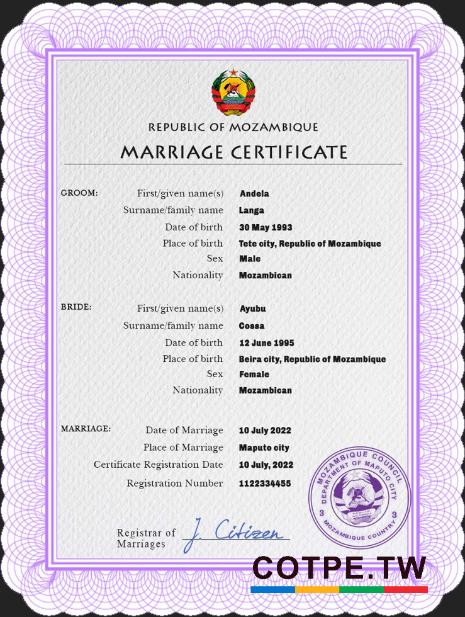 REPUBLIC OF MOZAMBIQUE
MARRIAGE CERTIFICATE
GROOM: First/given name(s) Andela
Surname/family name Langa
Date of birth 30 May 1993
Place of birth Tete city, Republic of Mozambique
Sex Male
Nationality Mozambican
BRIDE: First/given name(s) Ayubu
Surname/family name Cossa
Date of birth 12 June 1995
Place of birth Beira city, Republic of Mozambique
Sex Female
Nationality Mozambican
MARRIAGE: Date of Marriage 10 July 2022
Place of Marriage Maputo city
Certificate Registration Date 10 July, 2022
Registration Number 1122334455
MOZAMBIQUE COUNCIL
DEPARTMENT OF MAPUTO CITY
3 3
MOZAMBIQUE COUNTRY
Registrar of
Marriages
J. Citizen
COTPE.TW